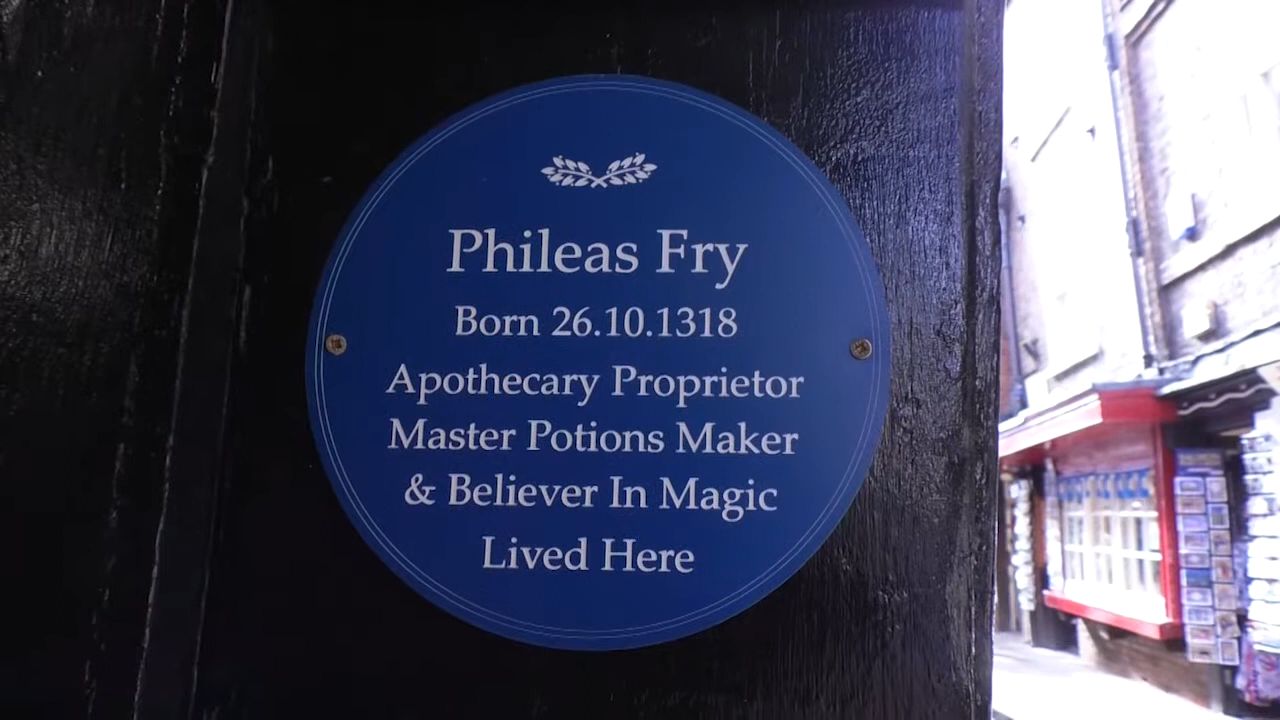 Phileas Fry
Born 26.10.1318
Apothecary Proprietor
Master Potions Maker
& Believer In Magic
Lived Here